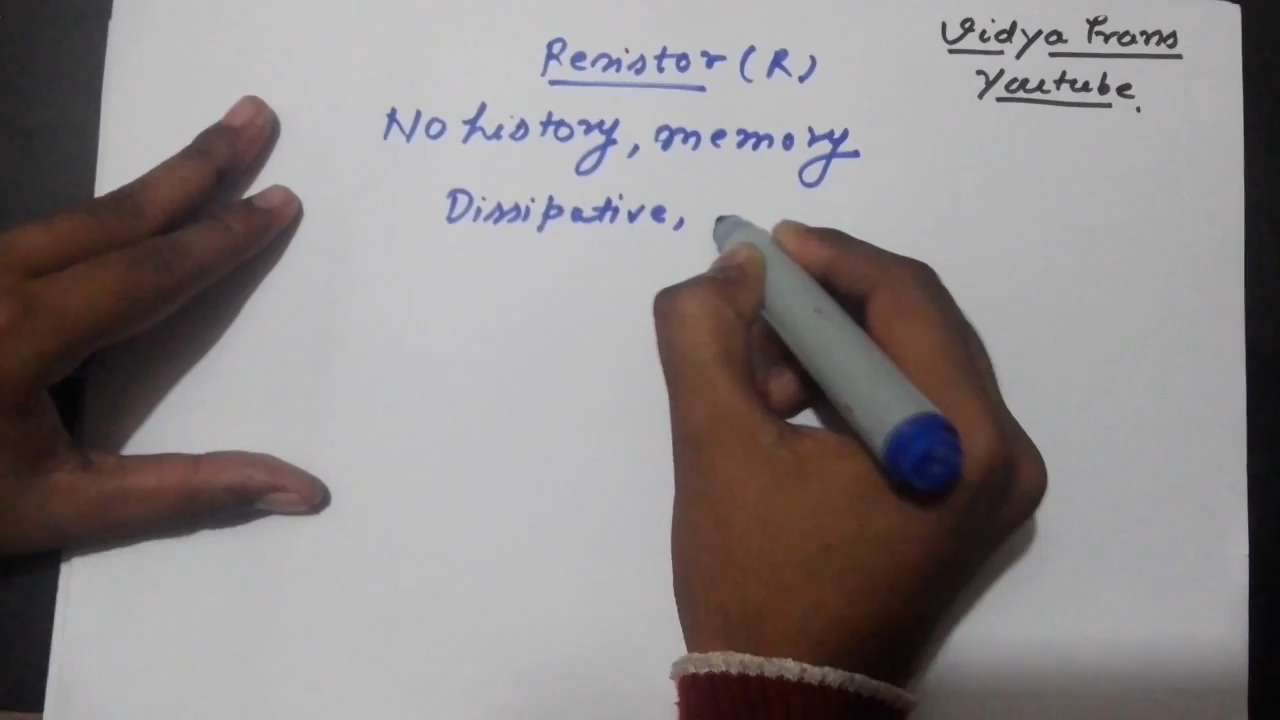 Resistor (R)
No history, memory
Dissipative,
Vidya Trans
Youtube.